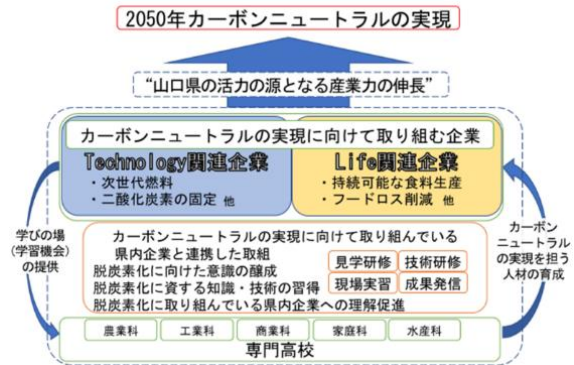 2050年カーボンニュートラルの実現
“山口県の活力の源となる産業力の伸長”
カーボンニュートラルの実現に向けて取り組む企業
Technology関連企業
・次世代燃料
・二酸化炭素の固定 他
Life関連企業
・持続可能な食料生産
・フードロス削減 他
学びの場
(学習機会)
の提供
カーボン
ニュートラル
の実現を担う
人材の育成
カーボンニュートラルの実現に向けて取り組んでいる
県内企業と連携した取組
脱炭素化に向けた意識の醸成
脱炭素化に資する知識・技術の習得
脱炭素化に取り組んでいる県内企業への理解促進
見学研修
技術研修
現場実習
成果発信
農業科
工業科
商業科
家庭科
水産科
専門高校